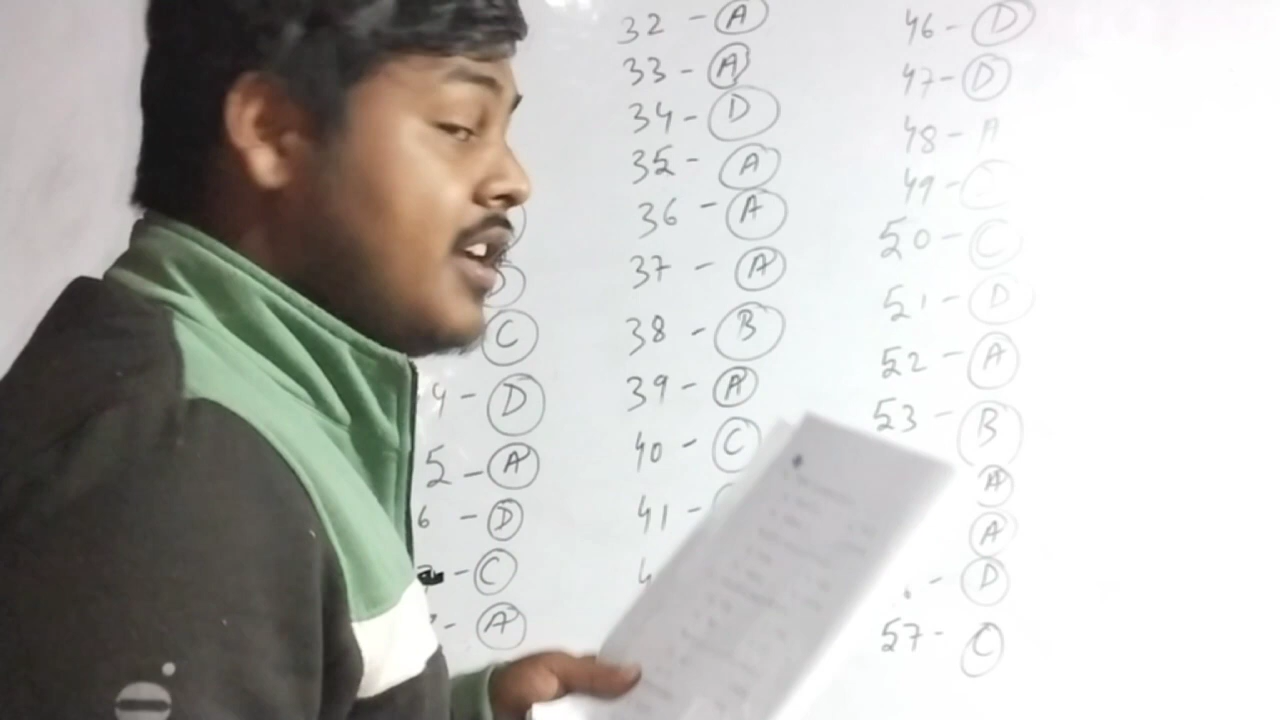 C
4 - D
5 - A
6 - D
- C
- A
32 - A
33 - A
34 - D
35 - A
36 - A
37 - A
38 - B
39 - A
40 - C
41 -
46 - D
47 - D
48 - A
49 -
50 - C
51 - D
52 - A
53 - B
A
A
- D
57 - C